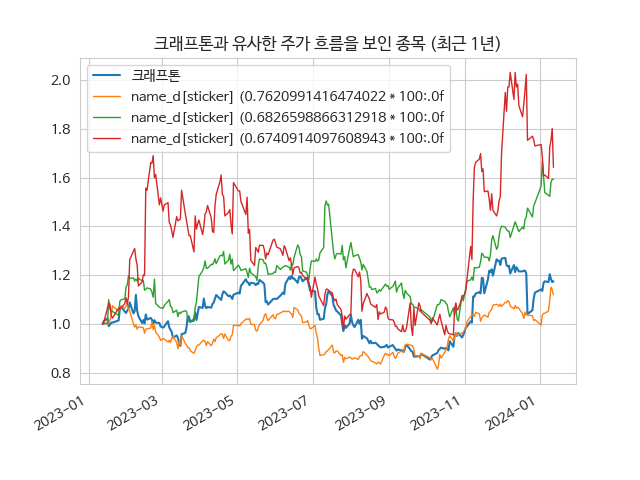 크래프톤과 유사한 주가 흐름을 보인 종목 (최근 1년)
크래프톤
name_d[sticker] (0.7620991416474022 * 100:.0f
name_d[sticker] (0.6826598866312918 * 100:.0f
name_d[sticker] (0.6740914097608943 * 100:.0f
2.0
1.8
1.6
1.4
1.2
1.0
0.8
2023-01
2023-03
2023-05
2023-07
2023-09
2023-11
2024-01